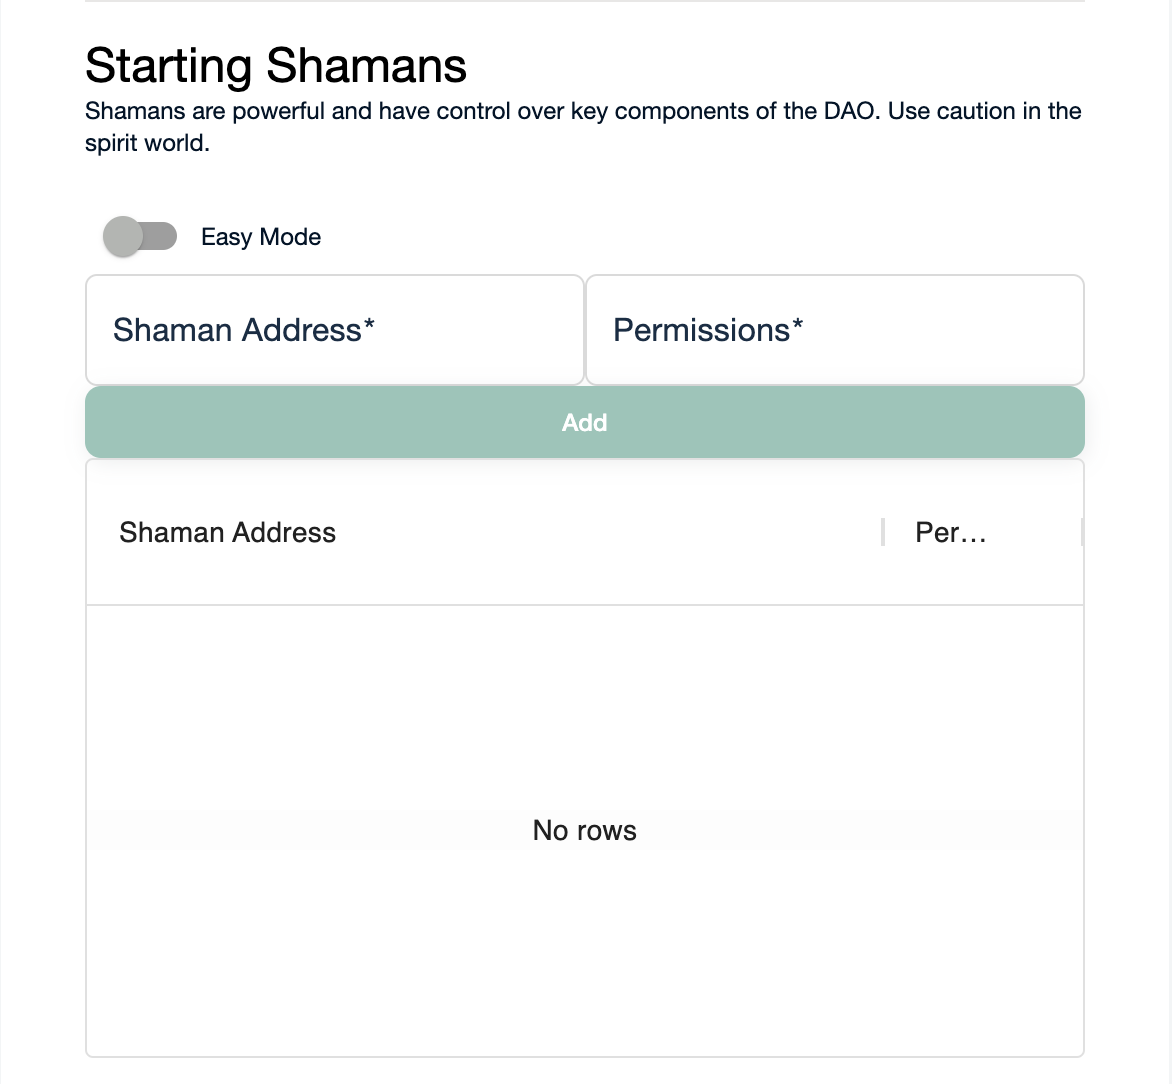 Starting Shamans
Shamans are powerful and have control over key components of the DAO. Use caution in the
spirit world.
Easy Mode
Shaman Address* Permissions*
Add
Shaman Address Per...
No rows